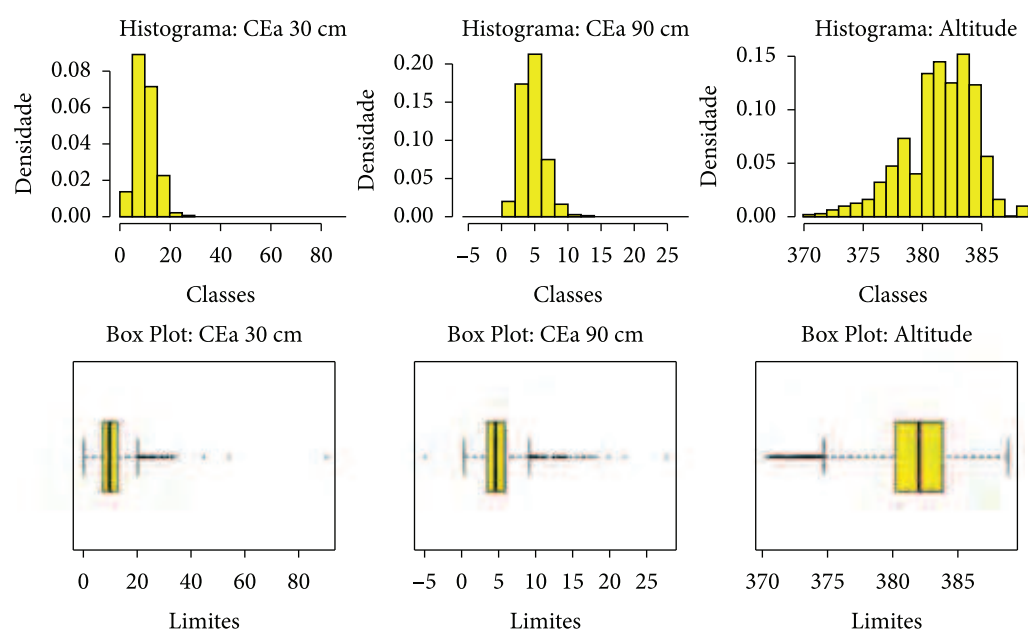 Histograma: CEa 30 cm
Densidade
0.08
0.06
0.04
0.02
0.00
0 20 40 60 80
Classes
Histograma: CEa 90 cm
Densidade
0.20
0.15
0.10
0.05
0.00
−5 0 5 10 15 20 25
Classes
Histograma: Altitude
Densidade
0.15
0.10
0.05
0.00
370 375 380 385
Classes
Box Plot: CEa 30 cm
0 20 40 60 80
Limites
Box Plot: CEa 90 cm
−5 0 5 10 15 20 25
Limites
Box Plot: Altitude
370 375 380 385
Limites